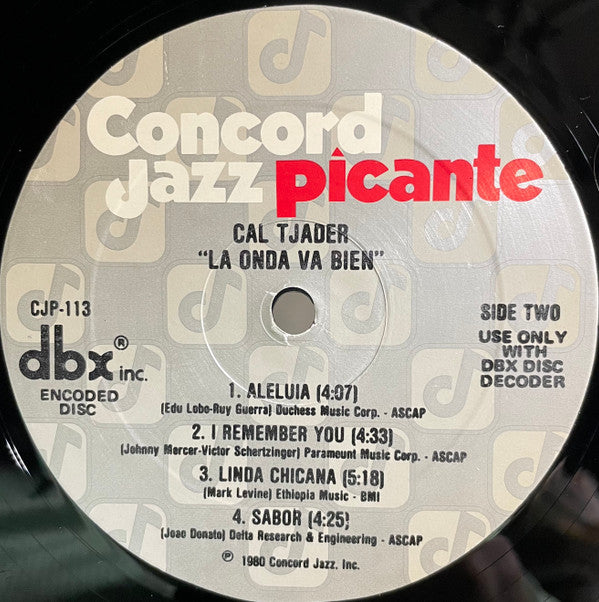 Concord
Jazz picante
CAL TJADER
"LA ONDA VA BIEN"
CJP-113
dbx® inc.
ENCODED
DISC
SIDE TWO
USE ONLY
WITH
DBX DISC
DECODER
1. ALELUIA (4:07)
(Edu Lobo-Ruy Guerra) Duchess Music Corp. - ASCAP
2. I REMEMBER YOU (4:33)
(Johnny Mercer-Victor Schertzinger) Paramount Music Corp. - ASCAP
3. LINDA CHICANA (5:18)
(Mark Levine) Ethiopia Music - BMI
4. SABOR (4:25)
(Joao Donato) Delta Research & Engineering - ASCAP
℗ 1980 Concord Jazz, Inc.